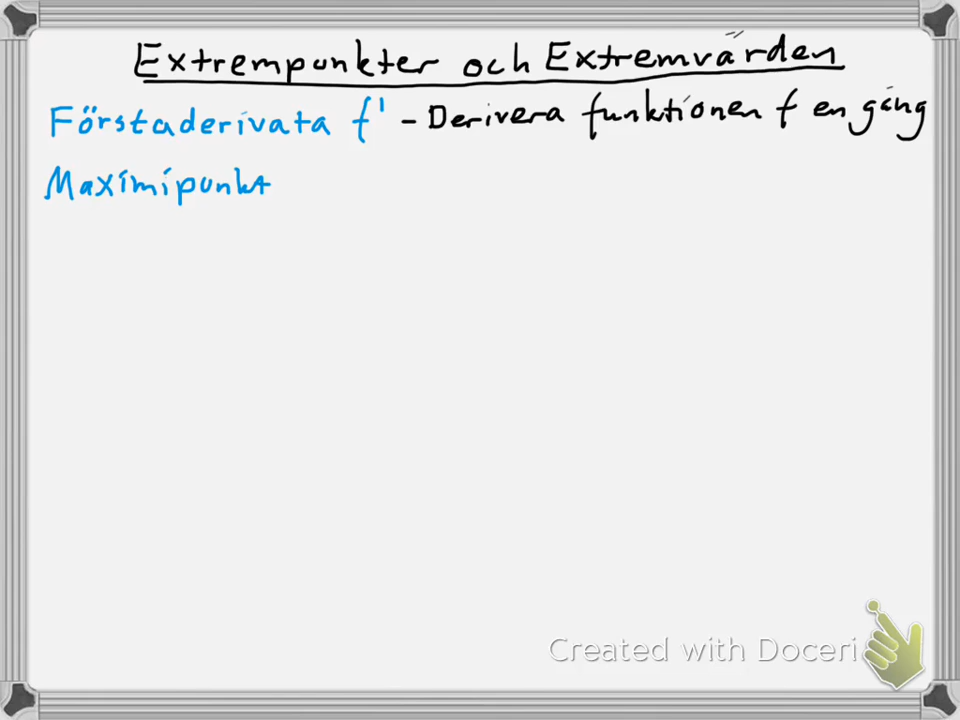 Extrempunkter och Extremvärden
Förstaderivata f' - Derivera funktionen f en gång
Maximipunkt
Created with Doceri